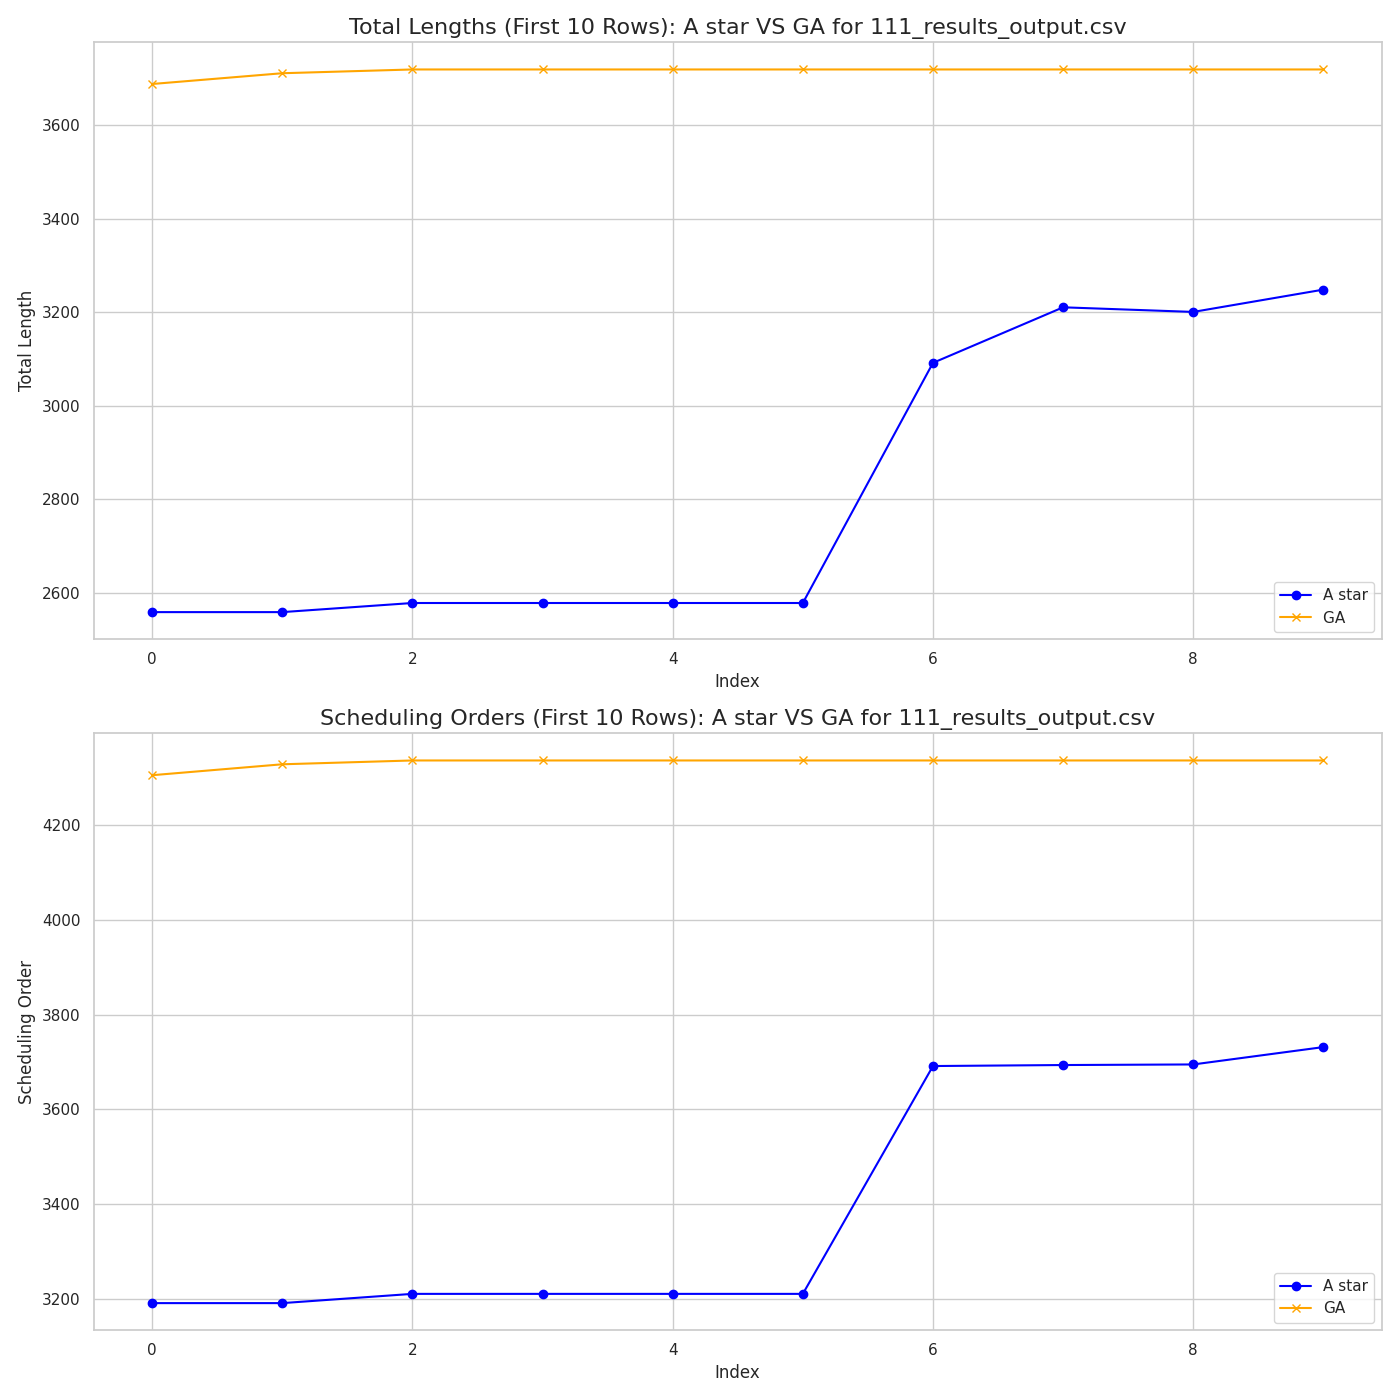 Total Lengths (First 10 Rows): A star VS GA for 111_results_output.csv
3600
3400
3200
3000
2800
2600
Total Length
A star
GA
0 2 4 6 8
Index
Scheduling Orders (First 10 Rows): A star VS GA for 111_results_output.csv
4200
4000
3800
3600
3400
3200
Scheduling Order
A star
GA
0 2 4 6 8
Index